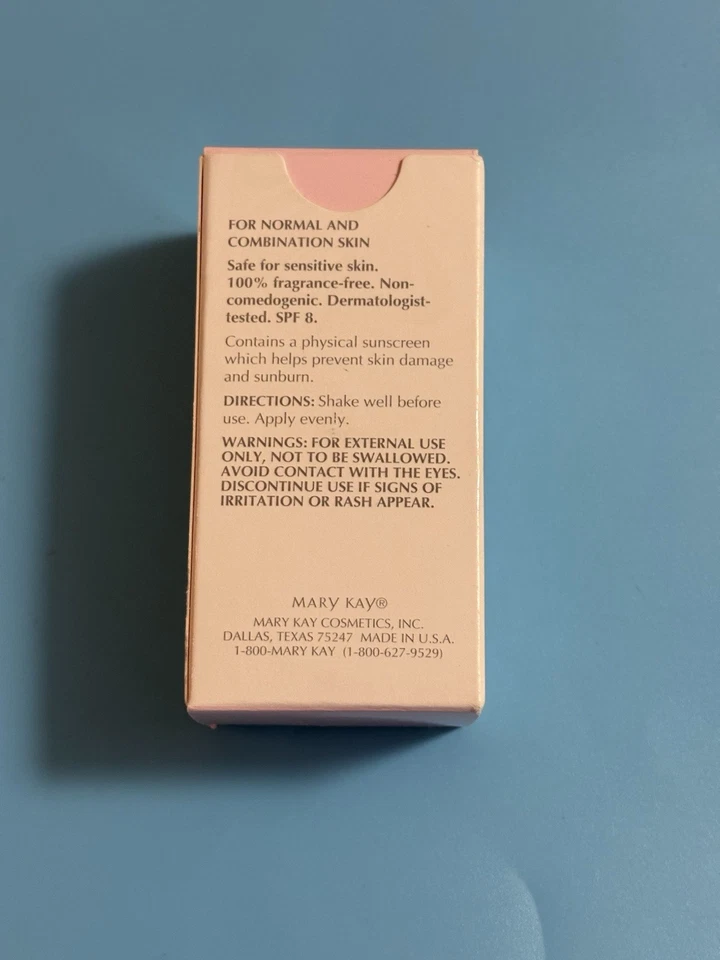 FOR NORMAL AND
COMBINATION SKIN
Safe for sensitive skin.
100% fragrance-free. Non-
comedogenic. Dermatologist-
tested. SPF 8.
Contains a physical sunscreen
which helps prevent skin damage
and sunburn.
DIRECTIONS: Shake well before
use. Apply evenly.
WARNINGS: FOR EXTERNAL USE
ONLY, NOT TO BE SWALLOWED.
AVOID CONTACT WITH THE EYES.
DISCONTINUE USE IF SIGNS OF
IRRITATION OR RASH APPEAR.
MARY KAY®
MARY KAY COSMETICS, INC.
DALLAS, TEXAS 75247 MADE IN U.S.A.
1-800-MARY KAY (1-800-627-9529)